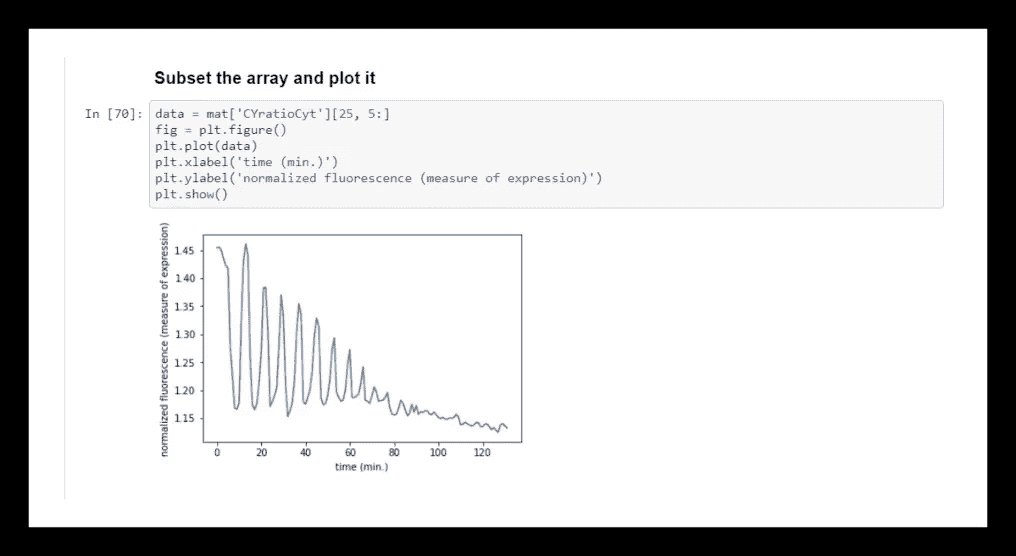 Subset the array and plot it
In [70]:
data = mat['CYratioCyt'][25, 5:]
fig = plt.figure()
plt.plot(data)
plt.xlabel('time (min.)')
plt.ylabel('normalized fluorescence (measure of expression)')
plt.show()
normalized fluorescence (measure of expression)
1.45
1.40
1.35
1.30
1.25
1.20
1.15
0 20 40 60 80 100 120
time (min.)